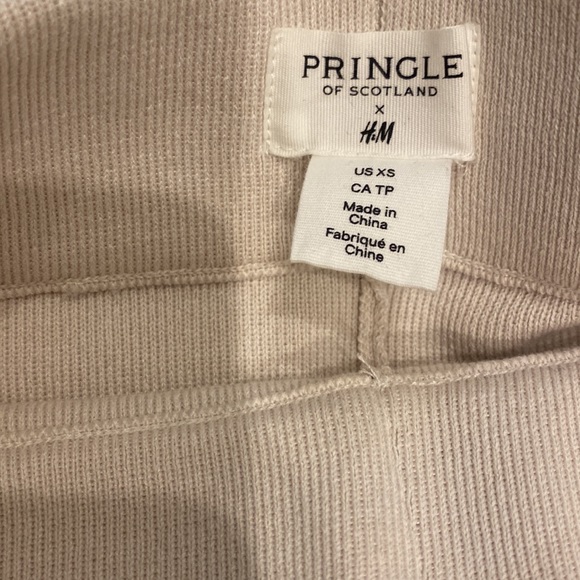 PRINGLE
OF SCOTLAND
×
H&M
US XS
CA TP
Made in
China
Fabriqué en
Chine